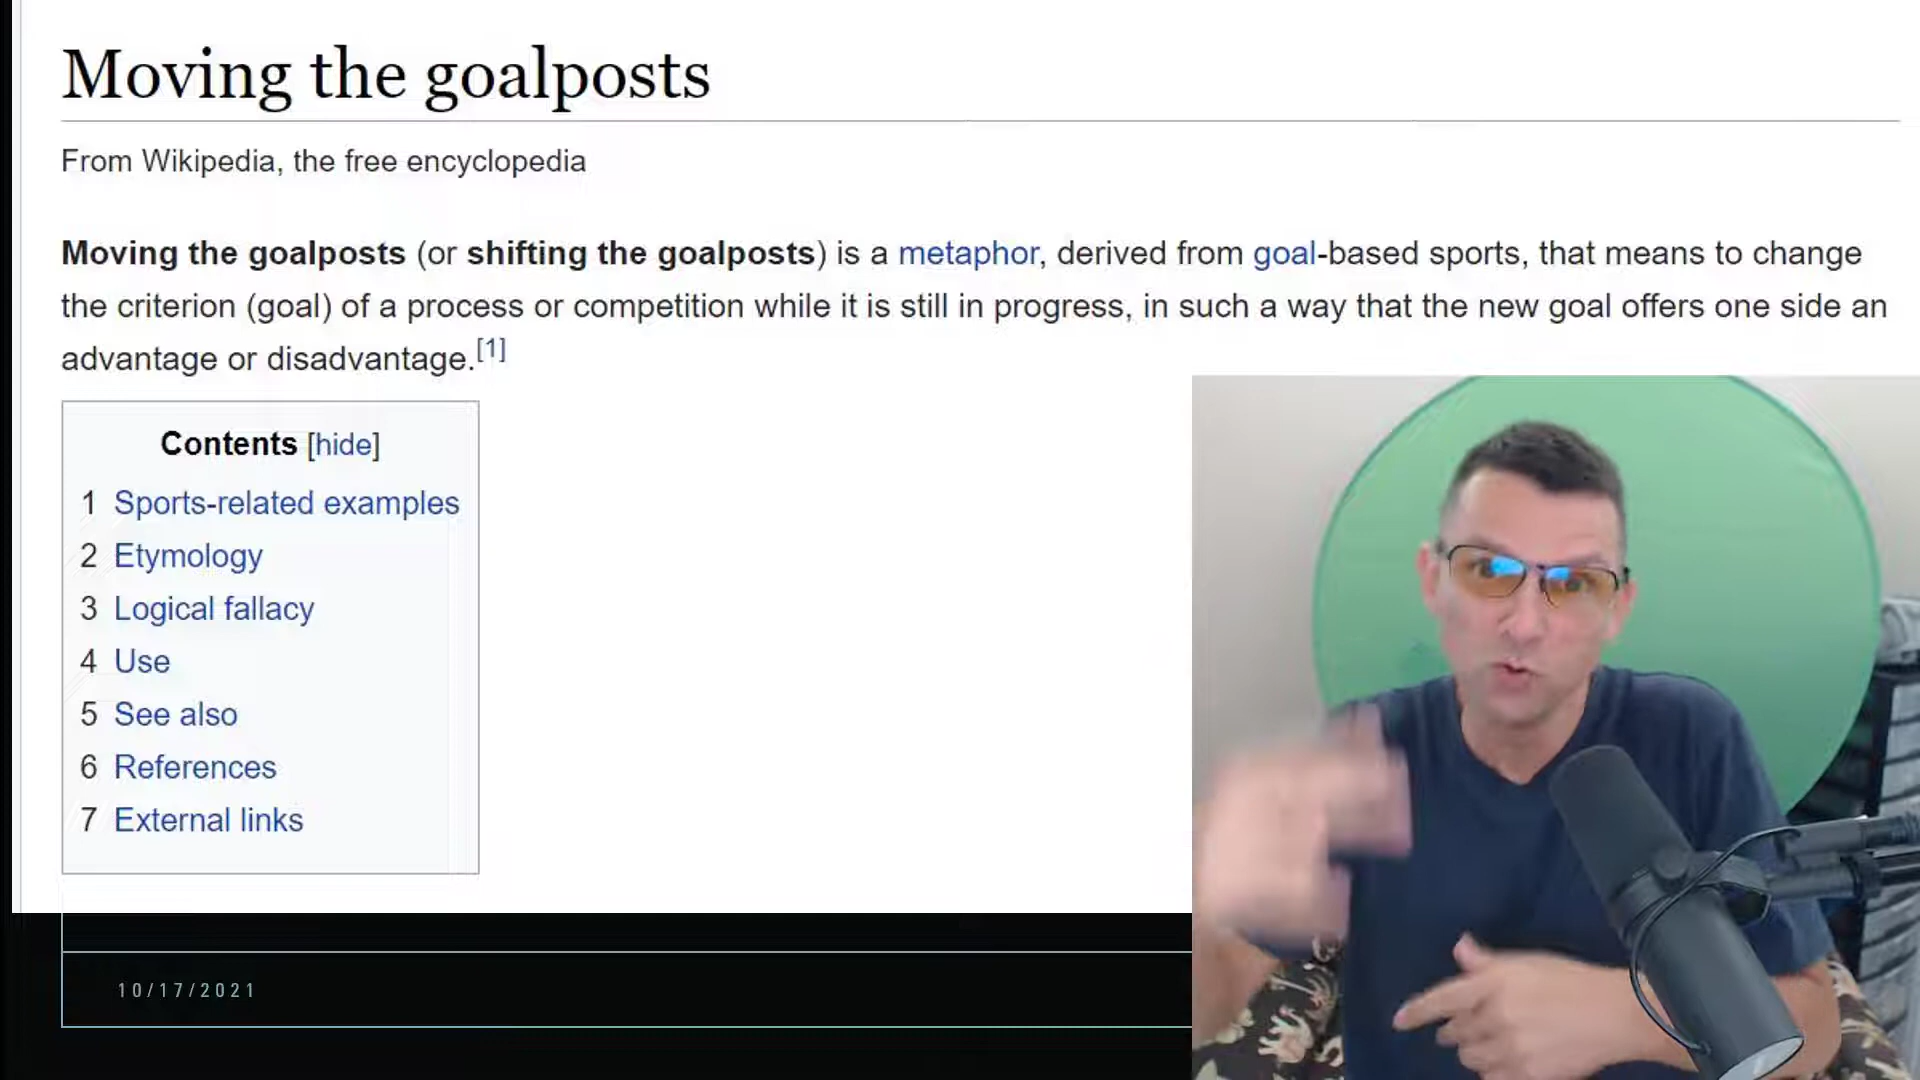 Moving the goalposts
From Wikipedia, the free encyclopedia
Moving the goalposts (or shifting the goalposts) is a metaphor, derived from goal-based sports, that means to change
the criterion (goal) of a process or competition while it is still in progress, in such a way that the new goal offers one side an
advantage or disadvantage.[1]
Contents [hide]
1 Sports-related examples
2 Etymology
3 Logical fallacy
4 Use
5 See also
6 References
7 External links
10/17/2021